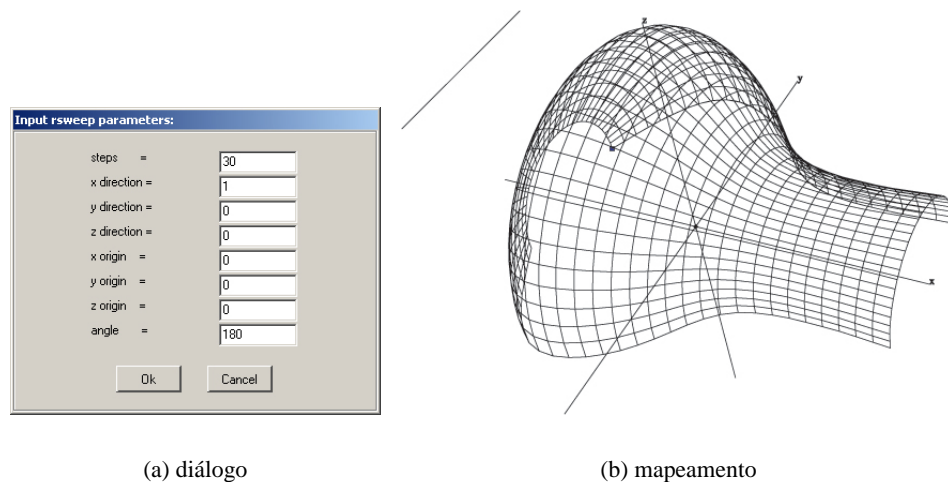 Input rsweep parameters:
steps = 30
x direction = 1
y direction = 0
z direction = 0
x origin = 0
y origin = 0
z origin = 0
angle = 180
Ok Cancel
z
y
x
(a) diálogo
(b) mapeamento